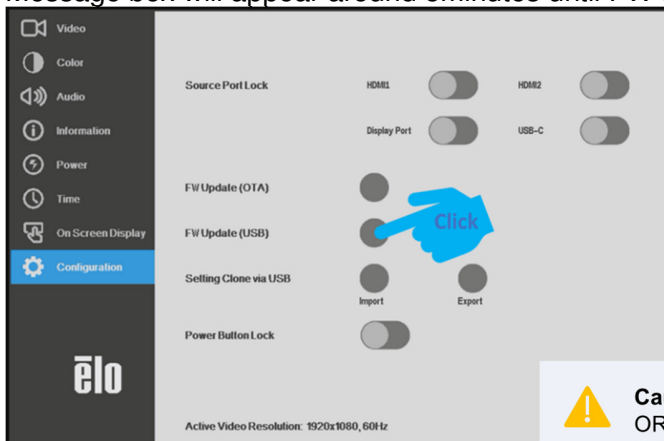 Video
Color
Audio
Information
Power
Time
On Screen Display
Configuration
ēlo
Source Port Lock
HDMI1
HDMI2
Display Port
USB-C
FW Update (OTA)
FW Update (USB)
Click
Selling Clone via USB
Import
Export
Power Button Lock
Active Video Resolution: 1920x1080, 60Hz
OR